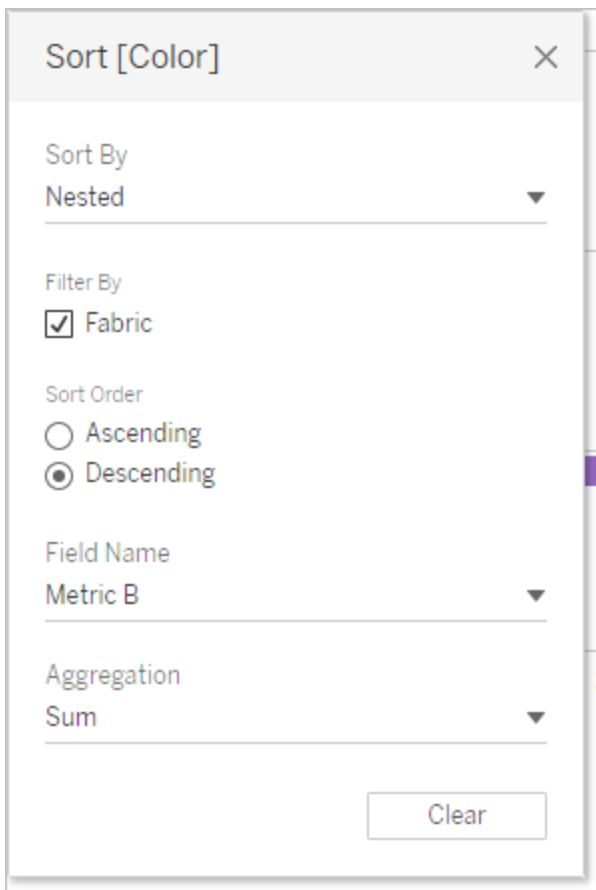 Sort [Color]
Sort By
Nested
Filter By
Fabric
Sort Order
Ascending
Descending
Field Name
Metric B
Aggregation
Sum
Clear